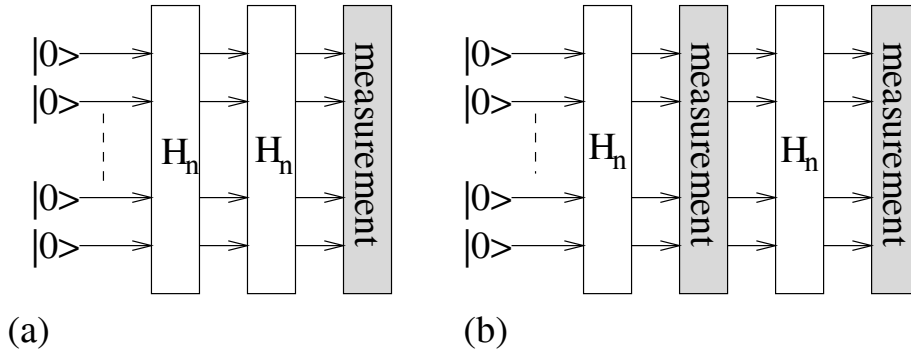 |0>
|0>
|0>
|0>
H_n
H_n
measurement
(a)
|0>
|0>
|0>
|0>
H_n
measurement
H_n
measurement
(b)